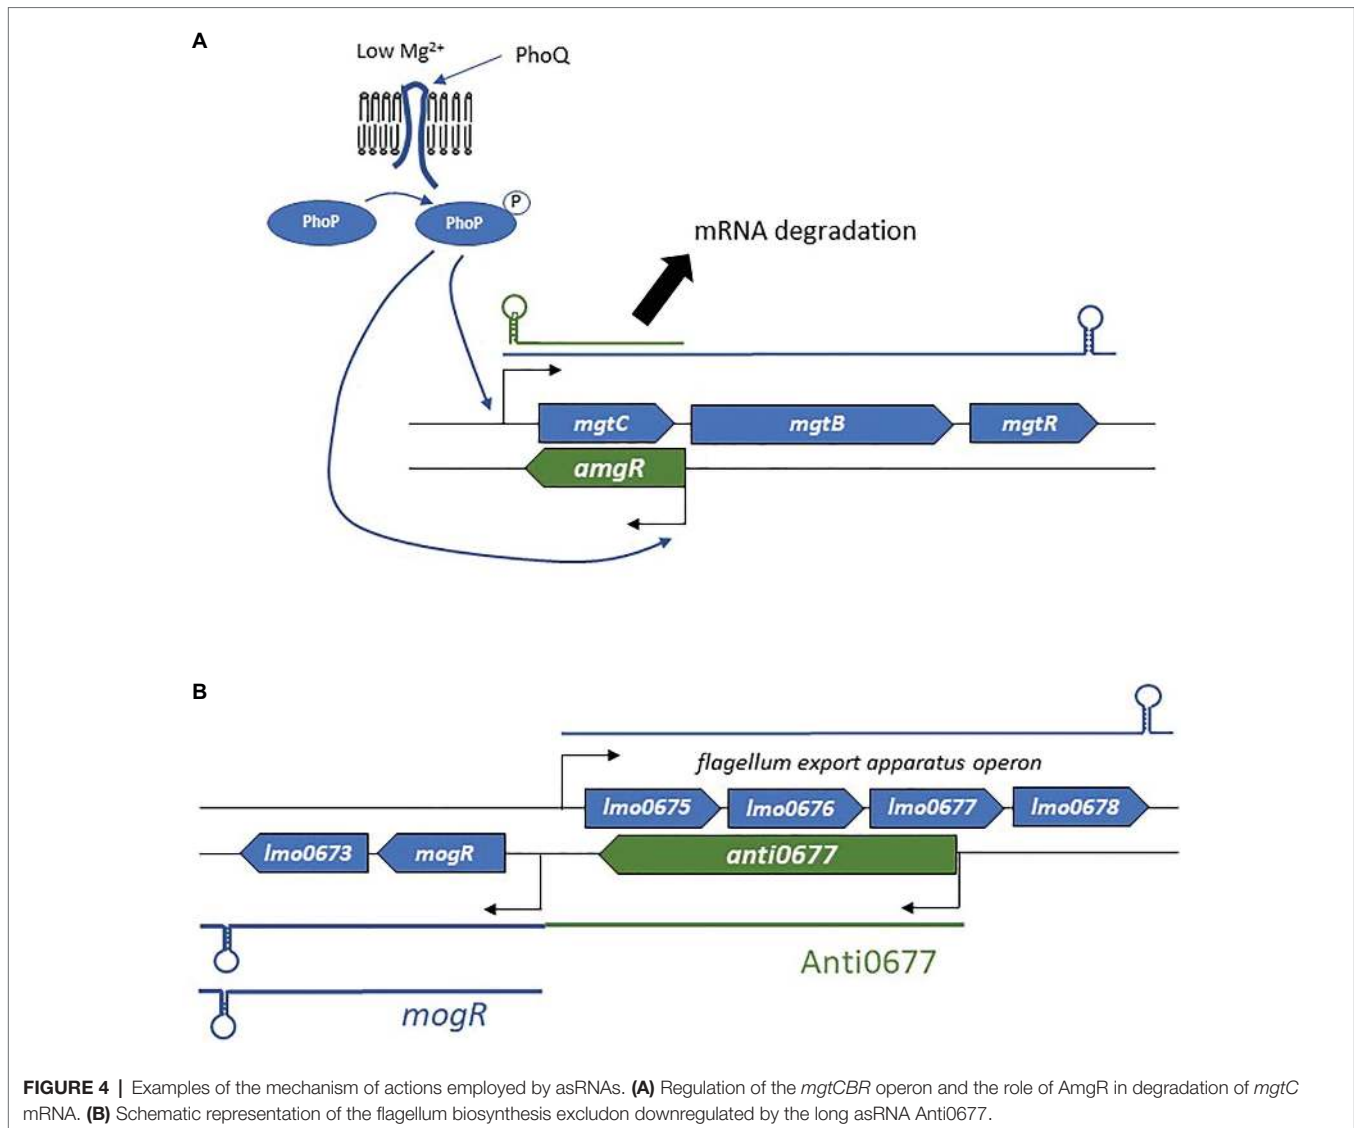 A
Low Mg²⁺
PhoQ
PhoP
PhoP
P
mRNA degradation
mgtC
mgtB
mgtR
amgR
B
flagellum export apparatus operon
lmo0675
lmo0676
lmo0677
lmo0678
lmo0673
mogR
anti0677
Anti0677
mogR
FIGURE 4 | Examples of the mechanism of actions employed by asRNAs. (A) Regulation of the mgtCBR operon and the role of AmgR in degradation of mgtC
mRNA. (B) Schematic representation of the flagellum biosynthesis excludon downregulated by the long asRNA Anti0677.